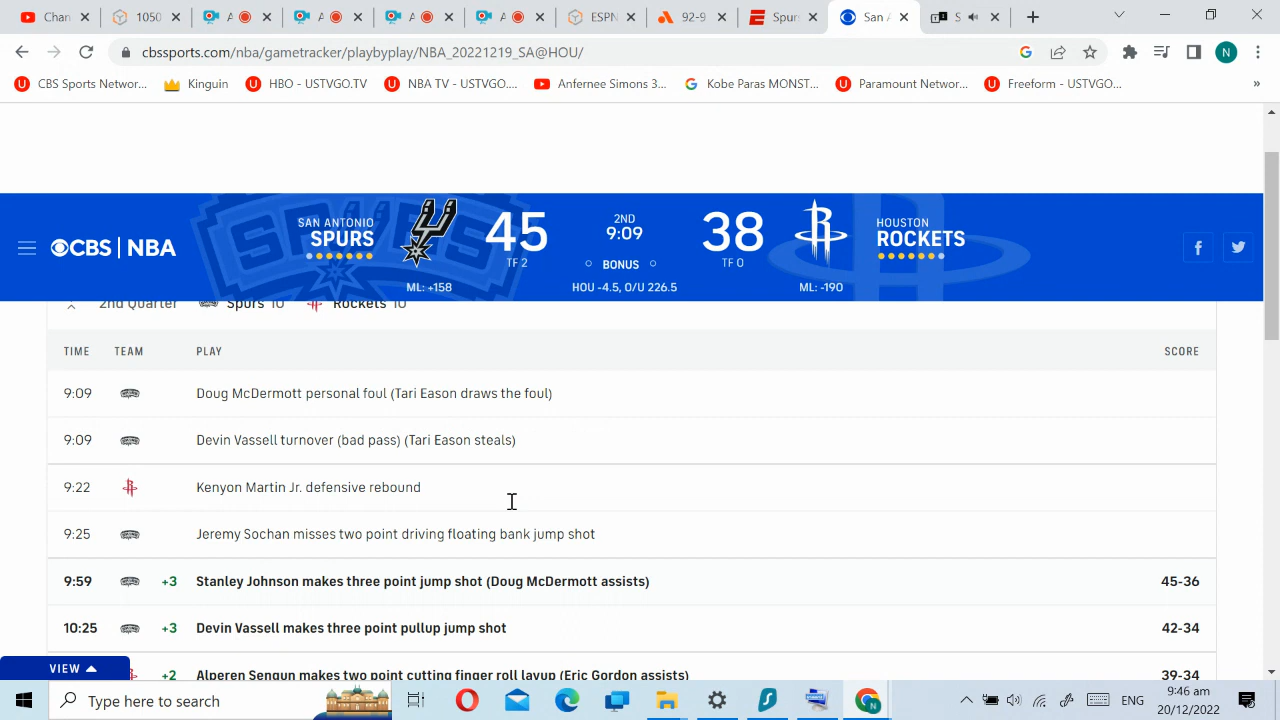 Chan
1050
A
A
A
A
ESPN
92-9
Spur
San A
S
cbssports.com/nba/gametracker/playbyplay/NBA_20221219_SA@HOU/
N
CBS Sports Networ...
Kinguin
HBO - USTVGO.TV
NBA TV - USTVGO....
Anfernee Simons 3...
Kobe Paras MONST...
Paramount Networ...
Freeform - USTVGO...
»
CBS | NBA
SAN ANTONIO
SPURS
45
TF 2
2ND
9:09
BONUS
38
TF 0
HOUSTON
ROCKETS
ML: +158
HOU -4.5, O/U 226.5
ML: -190
2nd Quarter Spurs 10 Rockets 10
TIME TEAM PLAY SCORE
9:09 Doug McDermott personal foul (Tari Eason draws the foul)
9:09 Devin Vassell turnover (bad pass) (Tari Eason steals)
9:22 Kenyon Martin Jr. defensive rebound
9:25 Jeremy Sochan misses two point driving floating bank jump shot
9:59 +3 Stanley Johnson makes three point jump shot (Doug McDermott assists) 45-36
10:25 +3 Devin Vassell makes three point pullup jump shot 42-34
+2 Alperen Sengun makes two point cutting finger roll layup (Eric Gordon assists) 39-34
VIEW
Type here to search
ENG
9:46 am
20/12/2022